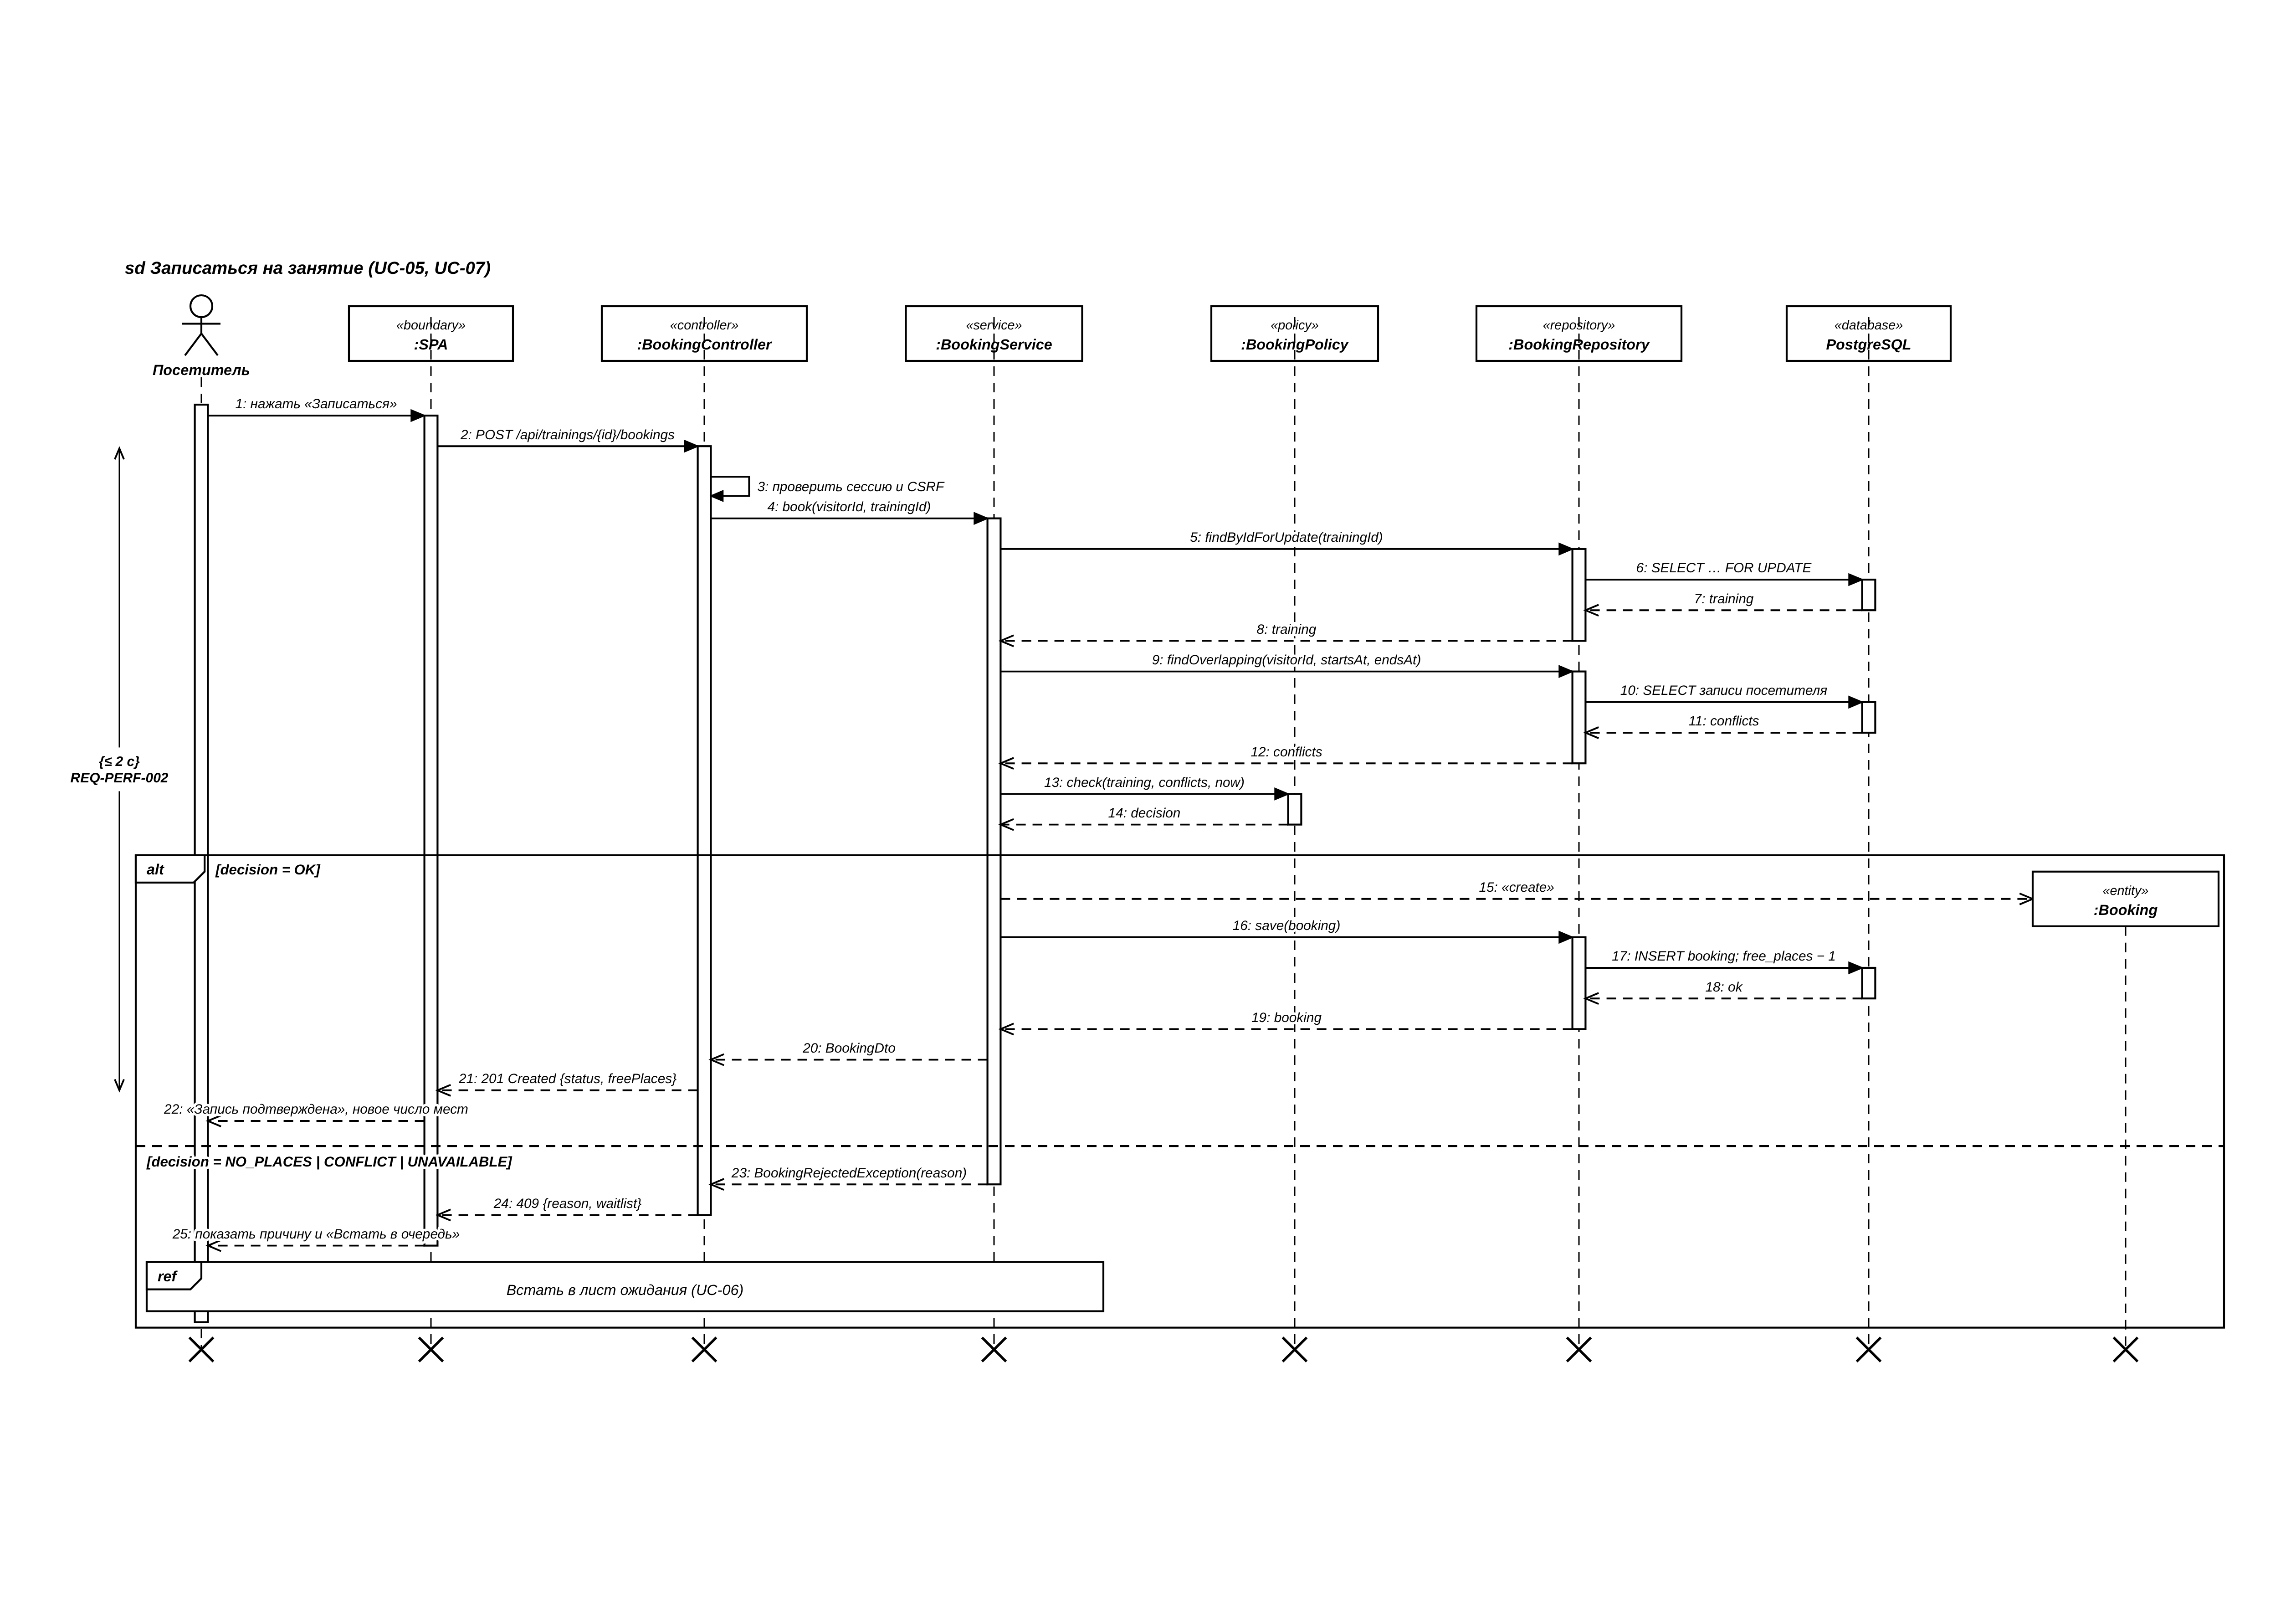 sd Записаться на занятие (UC-05, UC-07)
Посетитель
«boundary»
:SPA
«controller»
:BookingController
«service»
:BookingService
«policy»
:BookingPolicy
«repository»
:BookingRepository
«database»
PostgreSQL
1: нажать «Записаться»
2: POST /api/trainings/{id}/bookings
3: проверить сессию и CSRF
4: book(visitorId, trainingId)
5: findByIdForUpdate(trainingId)
6: SELECT … FOR UPDATE
7: training
8: training
9: findOverlapping(visitorId, startsAt, endsAt)
10: SELECT записи посетителя
11: conflicts
12: conflicts
{≤ 2 с}
REQ-PERF-002
13: check(training, conflicts, now)
14: decision
alt
[decision = OK]
15: «create»
«entity»
:Booking
16: save(booking)
17: INSERT booking; free_places − 1
18: ok
19: booking
20: BookingDto
21: 201 Created {status, freePlaces}
22: «Запись подтверждена», новое число мест
[decision = NO_PLACES | CONFLICT | UNAVAILABLE]
23: BookingRejectedException(reason)
24: 409 {reason, waitlist}
25: показать причину и «Встать в очередь»
ref
Встать в лист ожидания (UC-06)